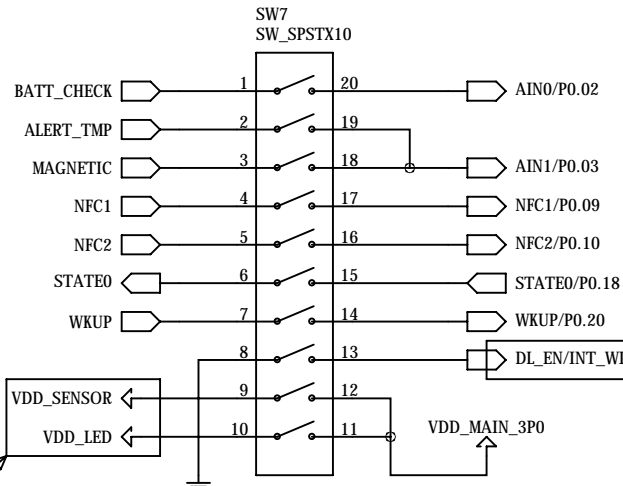 SW7
SW_SPSTX10
BATT_CHECK 1 20 AIN0/P0.02
ALERT_TMP 2 19
MAGNETIC 3 18 AIN1/P0.03
NFC1 4 17 NFC1/P0.09
NFC2 5 16 NFC2/P0.10
STATE0 6 15 STATE0/P0.18
WKUP 7 14 WKUP/P0.20
8 13 DL_EN/INT_WI
VDD_SENSOR 9 12
VDD_LED 10 11 VDD_MAIN_3P0